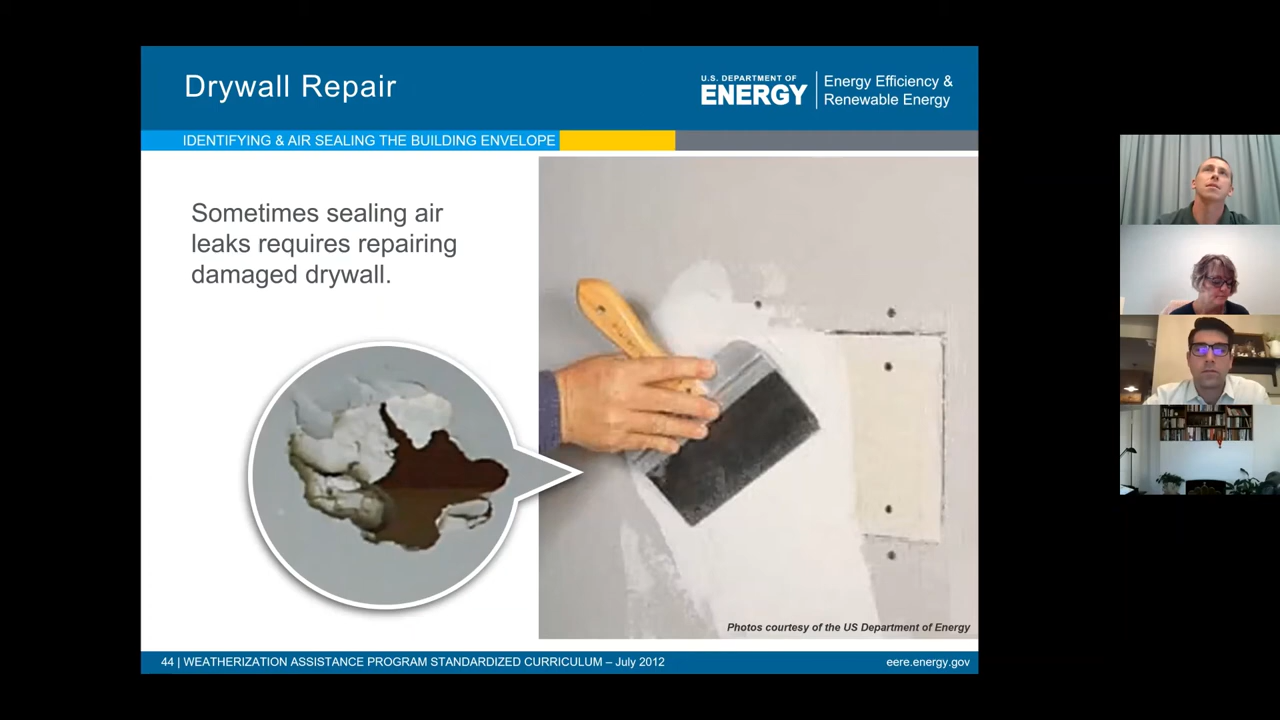 Drywall Repair
U.S. DEPARTMENT OF
ENERGY
Energy Efficiency &
Renewable Energy
IDENTIFYING & AIR SEALING THE BUILDING ENVELOPE
Sometimes sealing air
leaks requires repairing
damaged drywall.
Photos courtesy of the US Department of Energy
44 | WEATHERIZATION ASSISTANCE PROGRAM STANDARDIZED CURRICULUM – July 2012
eere.energy.gov